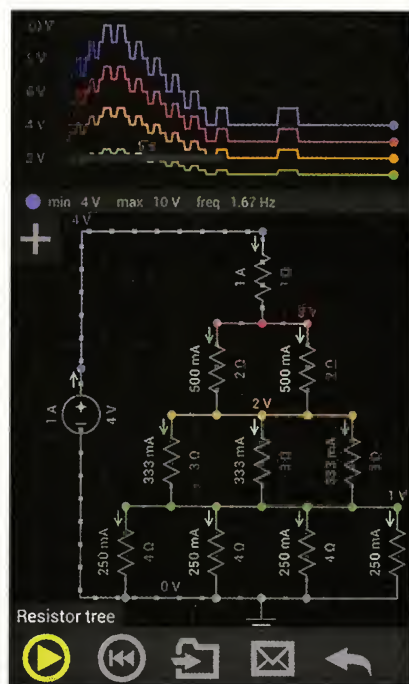 6 V
4 V
2 V
min 4 V max 10 V freq 1.67 Hz
4 V
1 A
1 Ω
500 mA
2 Ω
500 mA
2 Ω
1 A
4 V
2 V
333 mA
3 Ω
333 mA
3 Ω
333 mA
3 Ω
1 V
250 mA
4 Ω
250 mA
4 Ω
250 mA
4 Ω
250 mA
0 V
Resistor tree